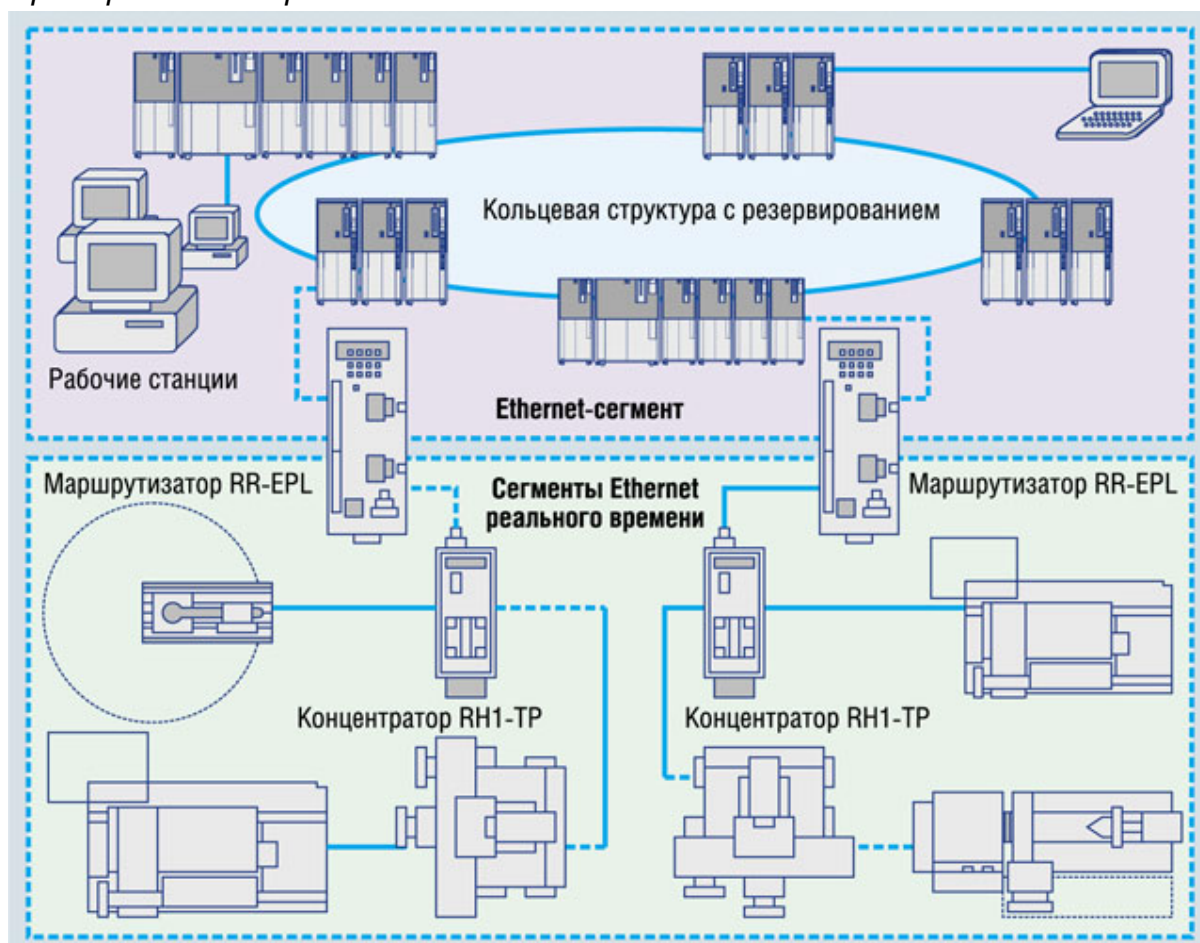 Кольцевая структура с резервированием
Рабочие станции
Ethernet-сегмент
Маршрутизатор RR-EPL
Сегменты Ethernet
реального времени
Маршрутизатор RR-EPL
Концентратор RH1-TP
Концентратор RH1-TP